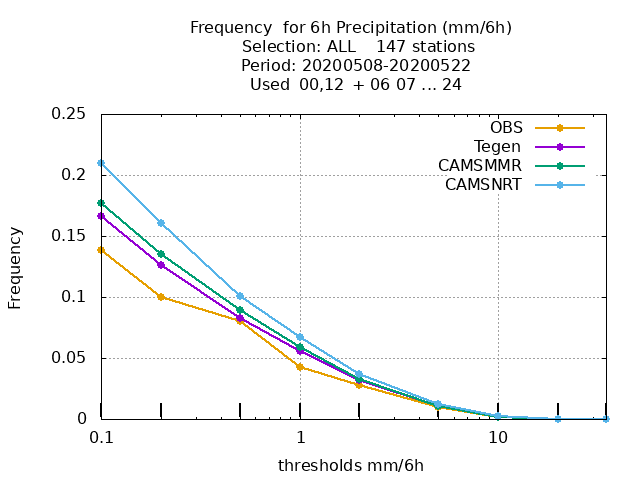 Frequency  for 6h Precipitation (mm/6h)
Selection: ALL    147 stations
Period: 20200508-20200522
Used  00,12  + 06 07 ... 24
0.25
OBS
Tegen
CAMSMMR
CAMSNRT
0.2
0.15
0.1
0.05
0
Frequency
0.1
1
10
thresholds mm/6h